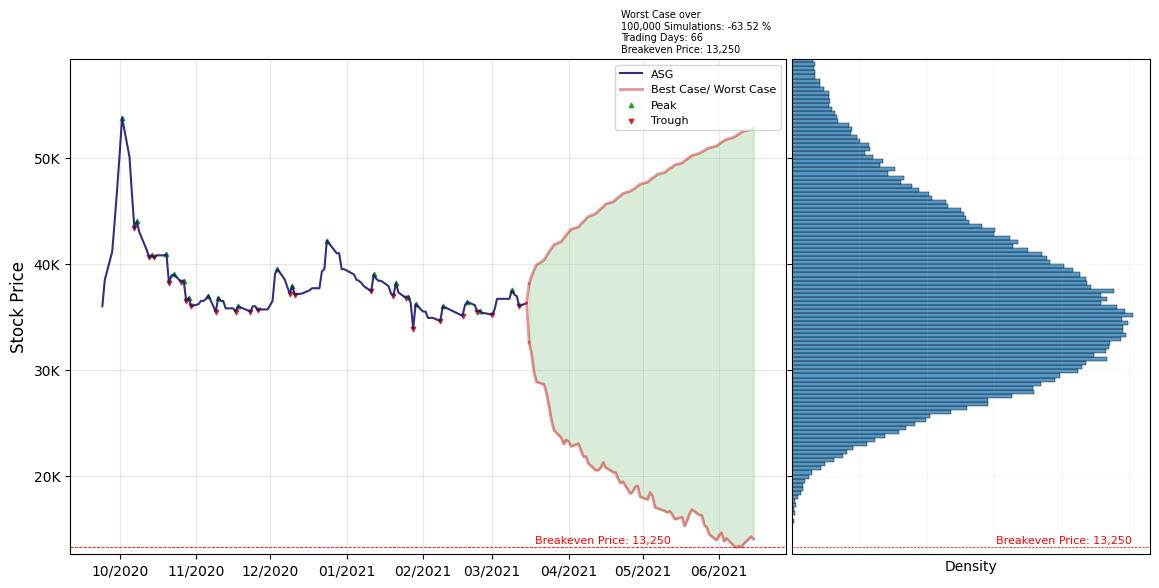 Worst Case over
100,000 Simulations: -63.52 %
Trading Days: 66
Breakeven Price: 13,250
ASG
Best Case/ Worst Case
Peak
Trough
Stock Price
50K
40K
30K
20K
Breakeven Price: 13,250
Breakeven Price: 13,250
10/2020 11/2020 12/2020 01/2021 02/2021 03/2021 04/2021 05/2021 06/2021
Density